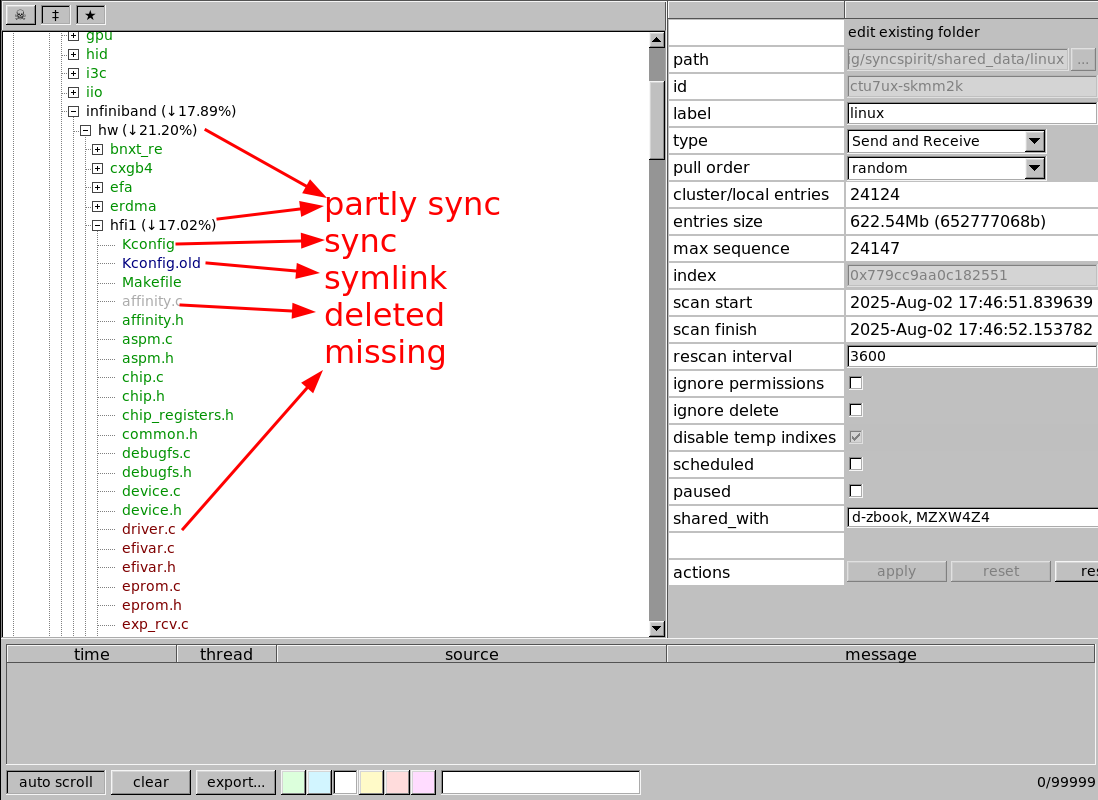 ☠ ‡ ★
gpu
hid
i3c
iio
infiniband (↓17.89%)
hw (↓21.20%)
bnxt_re
cxgb4
efa
erdma
hfi1 (↓17.02%)
Kconfig
Kconfig.old
Makefile
affinity.c
affinity.h
aspm.c
aspm.h
chip.c
chip.h
chip_registers.h
common.h
debugfs.c
debugfs.h
device.c
device.h
driver.c
efivar.c
efivar.h
eprom.c
eprom.h
exp_rcv.c
partly sync
sync
symlink
deleted
missing
edit existing folder
path ig/syncspirit/shared_data/linux ...
id ctu7ux-skmm2k
label linux
type Send and Receive
pull order random
cluster/local entries 24124
entries size 622.54Mb (652777068b)
max sequence 24147
index 0x779cc9aa0c182551
scan start 2025-Aug-02 17:46:51.839639
scan finish 2025-Aug-02 17:46:52.153782
rescan interval 3600
ignore permissions
ignore delete
disable temp indexes
scheduled
paused
shared_with d-zbook, MZXW4Z4
actions apply reset res
time thread source message
auto scroll clear export... 0/99999